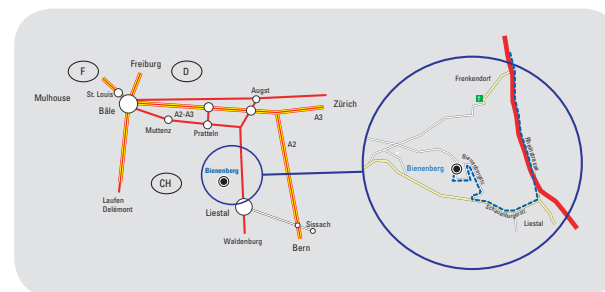 F
Freiburg
D
Mulhouse
St. Louis
Augst
Bâle
A2-A3
Zürich
A3
Muttenz
Pratteln
A2
CH
Bienenberg
Laufen
Delémont
Liestal
Sissach
Waldenburg
Bern
Frenkendorf
Rheinstrasse
Bienenberg
Liestal